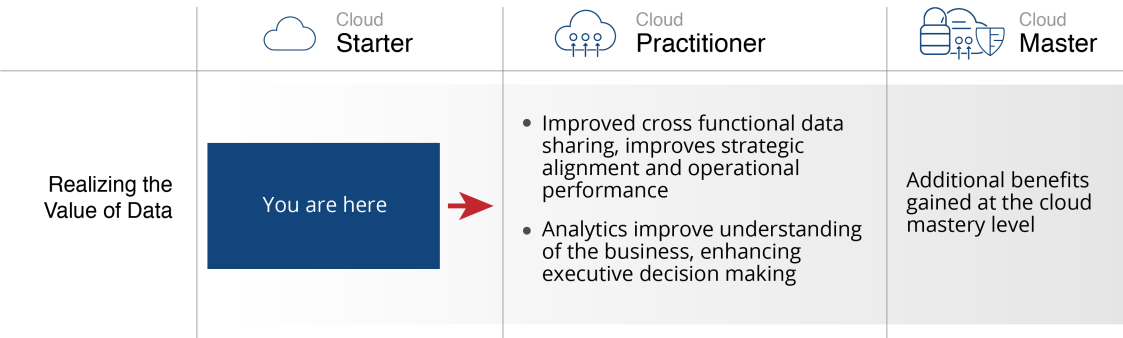 Cloud
Starter
Cloud
Practitioner
Cloud
Master
Realizing the
Value of Data
You are here
• Improved cross functional data
sharing, improves strategic
alignment and operational
performance
• Analytics improve understanding
of the business, enhancing
executive decision making
Additional benefits
gained at the cloud
mastery level